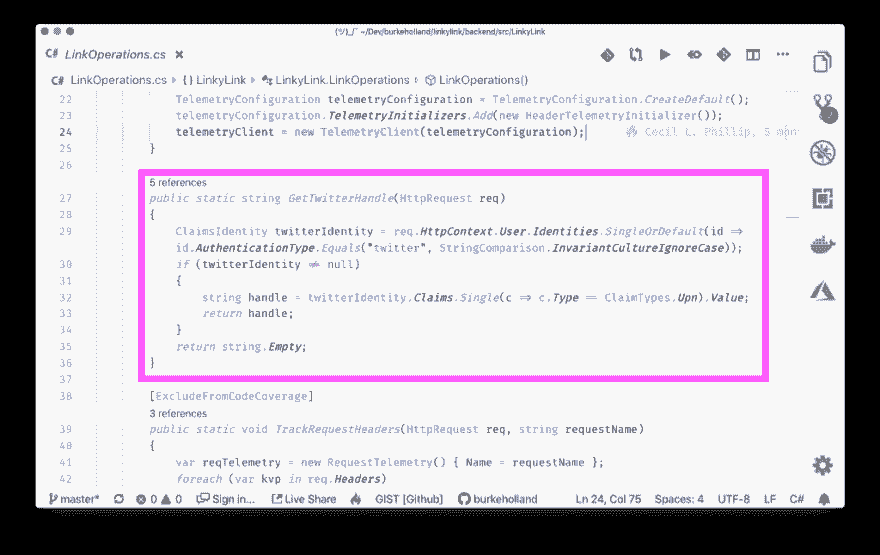 (ツ)_/¯ ~/Dev/burkeholland/linkylink/backend/src/LinkyLink
C# LinkOperations.cs ×
C# LinkOperations.cs ▸ { } LinkyLink ▸ LinkyLink.LinkOperations ▸ LinkOperations()
22 TelemetryConfiguration telemetryConfiguration = TelemetryConfiguration.CreateDefault();
23 telemetryConfiguration.TelemetryInitializers.Add(new HeaderTelemetryInitializer());
24 telemetryClient = new TelemetryClient(telemetryConfiguration); Cecil L. Phillip, 5 mon
25 }
26
5 references
27 public static string GetTwitterHandle(HttpRequest req)
28 {
29 ClaimsIdentity twitterIdentity = req.HttpContext.User.Identities.SingleOrDefault(id =>
id.AuthenticationType.Equals("twitter", StringComparison.InvariantCultureIgnoreCase));
30 if (twitterIdentity != null)
31 {
32 string handle = twitterIdentity.Claims.Single(c => c.Type == ClaimTypes.Upn).Value;
33 return handle;
34 }
35 return string.Empty;
36 }
37
38 [ExcludeFromCodeCoverage]
3 references
39 public static void TrackRequestHeaders(HttpRequest req, string requestName)
40 {
41 var reqTelemetry = new RequestTelemetry() { Name = requestName };
42 foreach (var kvp in req.Headers)
master* 0 0 Sign in... Live Share GIST [Github] burkeholland Ln 24, Col 75 Spaces: 4 UTF-8 LF C#